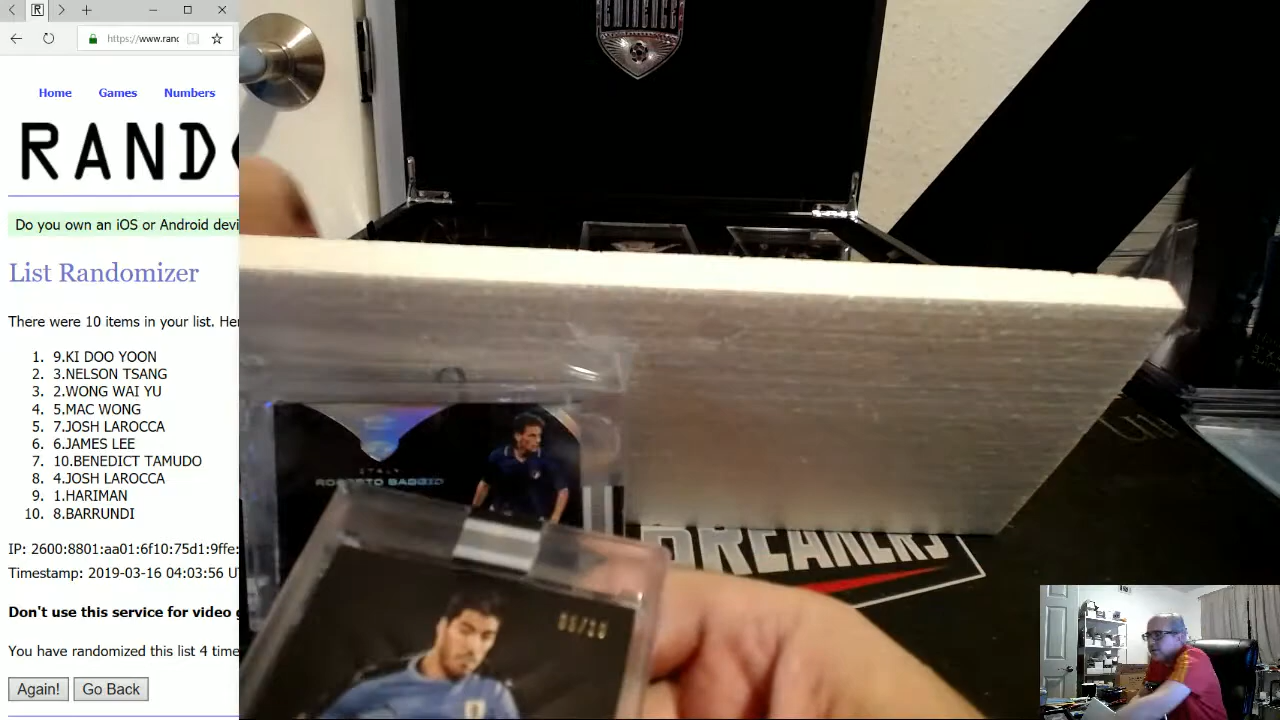 https://www.rand
Home Games Numbers
RANDO
Do you own an iOS or Android devi
List Randomizer
There were 10 items in your list. Her
1. 9.KI DOO YOON
2. 3.NELSON TSANG
3. 2.WONG WAI YU
4. 5.MAC WONG
5. 7.JOSH LAROCCA
6. 6.JAMES LEE
7. 10.BENEDICT TAMUDO
8. 4.JOSH LAROCCA
9. 1.HARIMAN
10. 8.BARRUNDI
IP: 2600:8801:aa01:6f10:75d1:9ffe:
Timestamp: 2019-03-16 04:03:56 U
Don't use this service for video g
You have randomized this list 4 time
Again! Go Back
ITALY
ROBERTO BAGGIO
BREAKERS